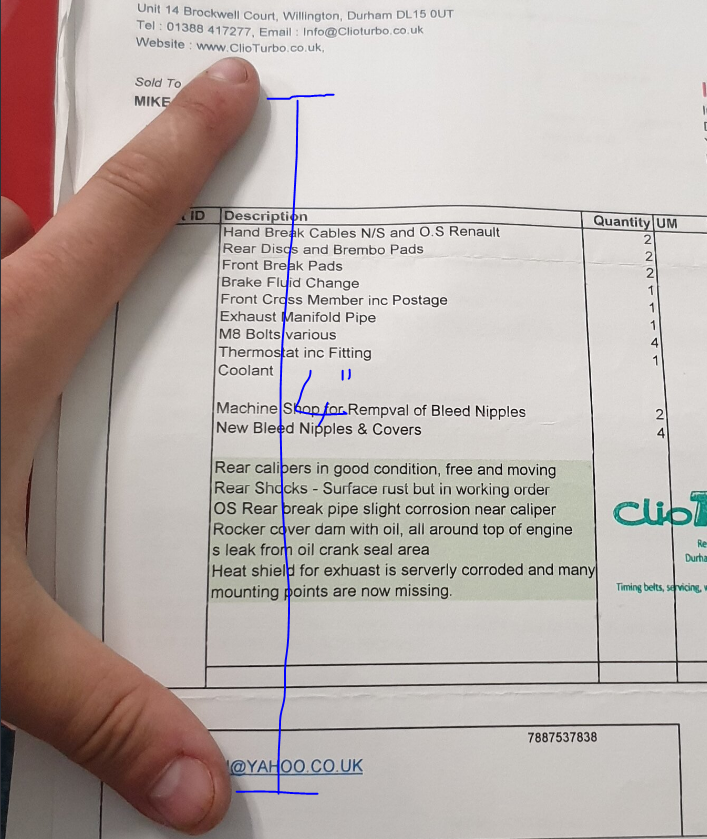 Unit 14 Brockwell Court, Willington, Durham DL15 0UT
Tel : 01388 417277, Email : Info@Clioturbo.co.uk
Website : www.ClioTurbo.co.uk,
Sold To
MIKE
ID Description Quantity UM
Hand Break Cables N/S and O.S Renault 2
Rear Discs and Brembo Pads 2
Front Break Pads 2
Brake Fluid Change 1
Front Cross Member inc Postage 1
Exhaust Manifold Pipe 1
M8 Bolts various 4
Thermostat inc Fitting 1
Coolant
Machine Shop for Rempval of Bleed Nipples 2
New Bleed Nipples & Covers 4
Rear calibers in good condition, free and moving
Rear Shocks - Surface rust but in working order
OS Rear break pipe slight corrosion near caliper
Rocker cover dam with oil, all around top of engine
s leak from oil crank seal area
Heat shield for exhuast is serverly corroded and many
mounting points are now missing.
Clio
Re
Durha
Timing belts, servicing, v
7887537838
@YAHOO.CO.UK